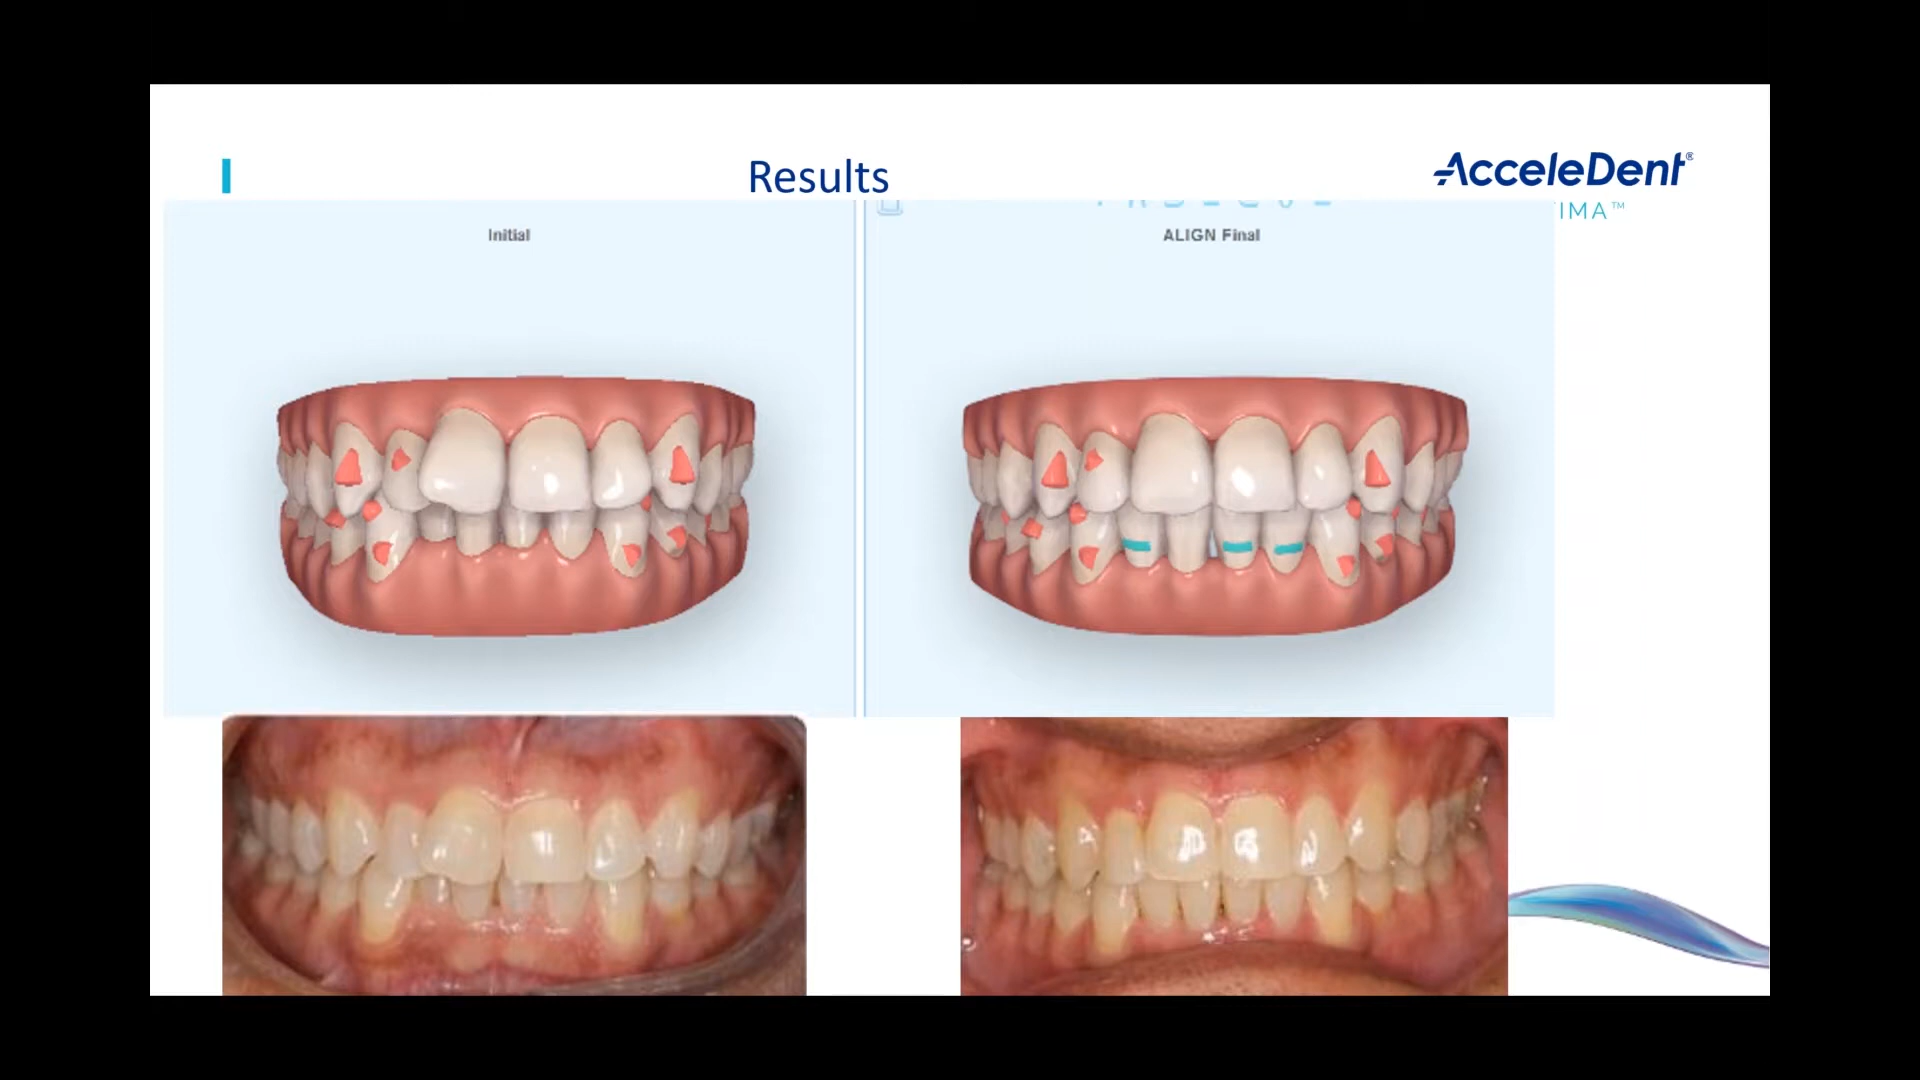 Results
AcceleDent®
IMA™
Initial
ALIGN Final